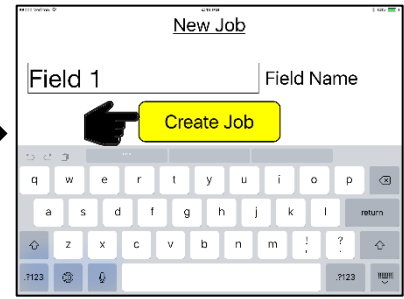 New Job
Field 1 Field Name
Create Job
q w e r t y u i o p
a s d f g h j k l return
z x c v b n m ! , ? .
.?123 .?123